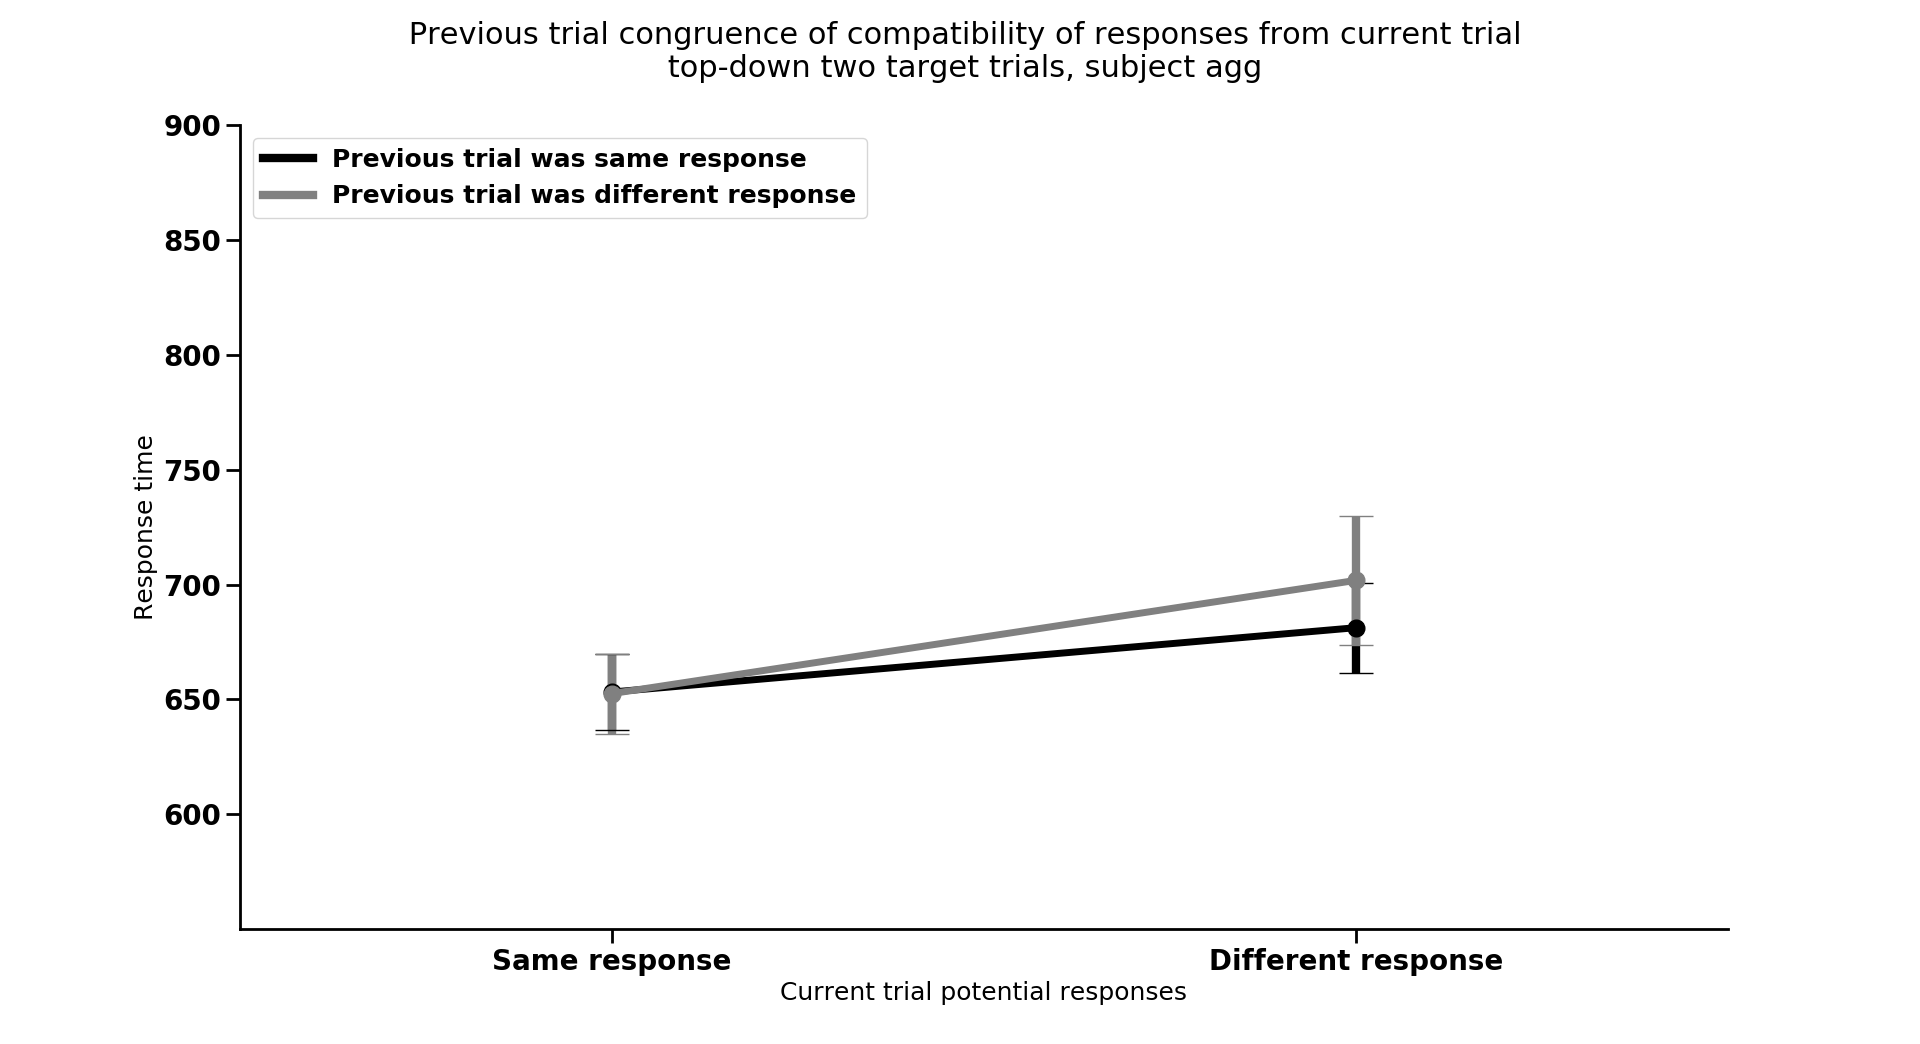 Previous trial congruence of compatibility of responses from current trial
top-down two target trials, subject agg
900
Previous trial was same response
Previous trial was different response
850
800
750
700
650
600
Response time
Same response
Different response
Current trial potential responses